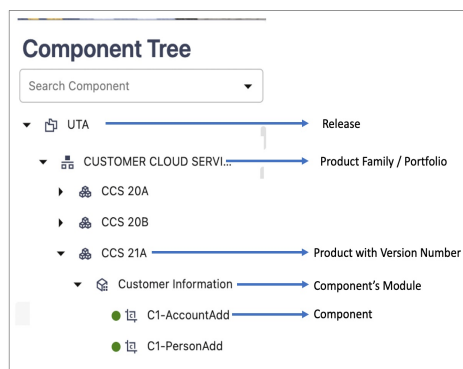 Component Tree
Search Component
UTA
Release
CUSTOMER CLOUD SERVI...
Product Family / Portfolio
CCS 20A
CCS 20B
CCS 21A
Product with Version Number
Customer Information
Component's Module
C1-AccountAdd
Component
C1-PersonAdd